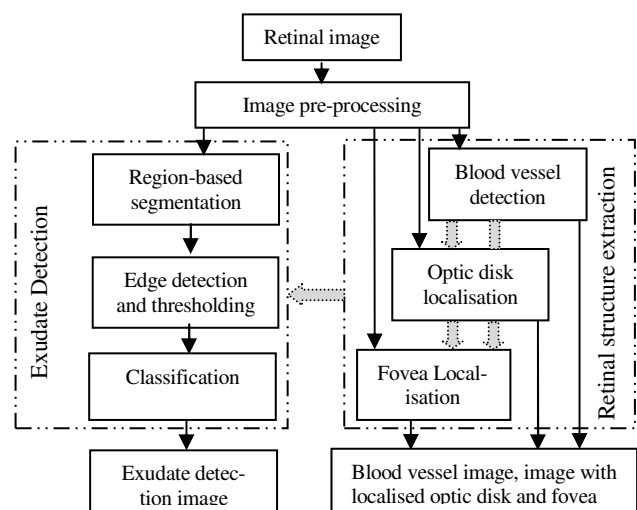 Retinal image
Image pre-processing
Exudate Detection
Region-based
segmentation
Edge detection
and thresholding
Classification
Exudate detec-
tion image
Blood vessel
detection
Optic disk
localisation
Fovea Local-
isation
Retinal structure extraction
Blood vessel image, image with
localised optic disk and fovea